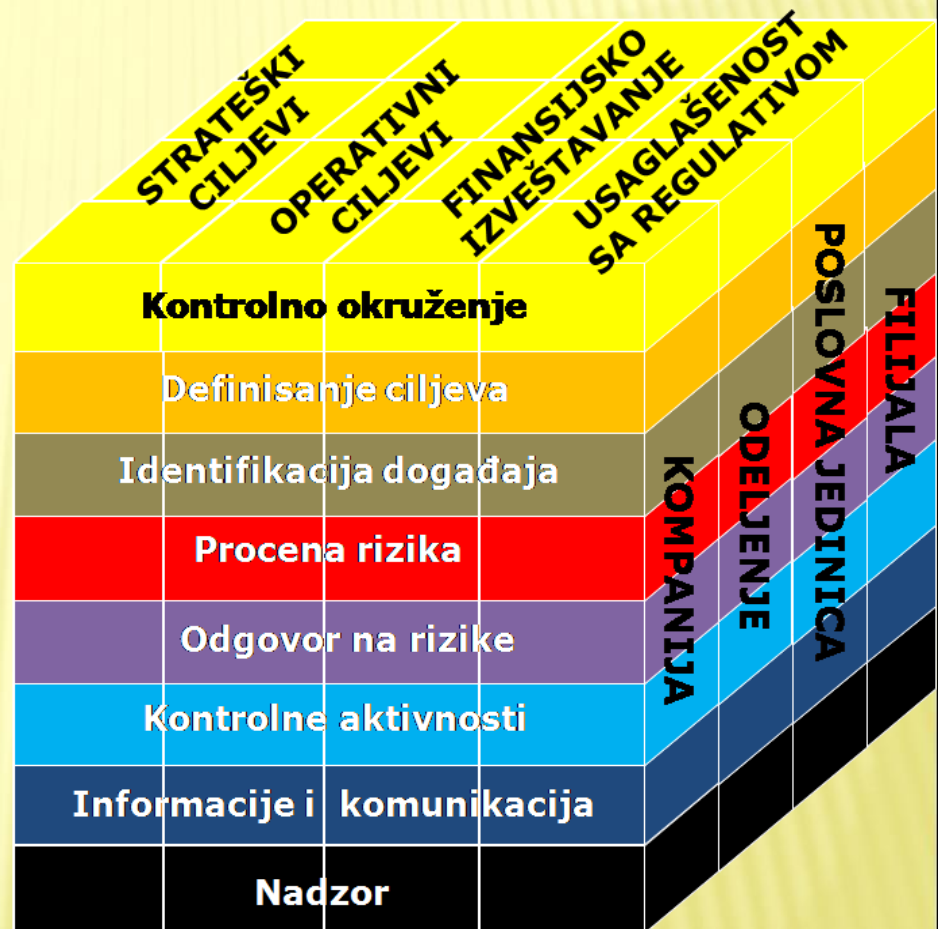 STRATEŠKI
CILJEVI
OPERATIVNI
CILJEVI
FINANSIJSKO
IZVEŠTAVANJE
USAGLAŠENOST
SA REGULATIVOM
Kontrolno okruženje
Definisanje ciljeva
Identifikacija događaja
Procena rizika
Odgovor na rizike
Kontrolne aktivnosti
Informacije i komunikacija
Nadzor
KOMPANIJA
ODELJENJE
POSLOVNA JEDINICA
FILIJALA